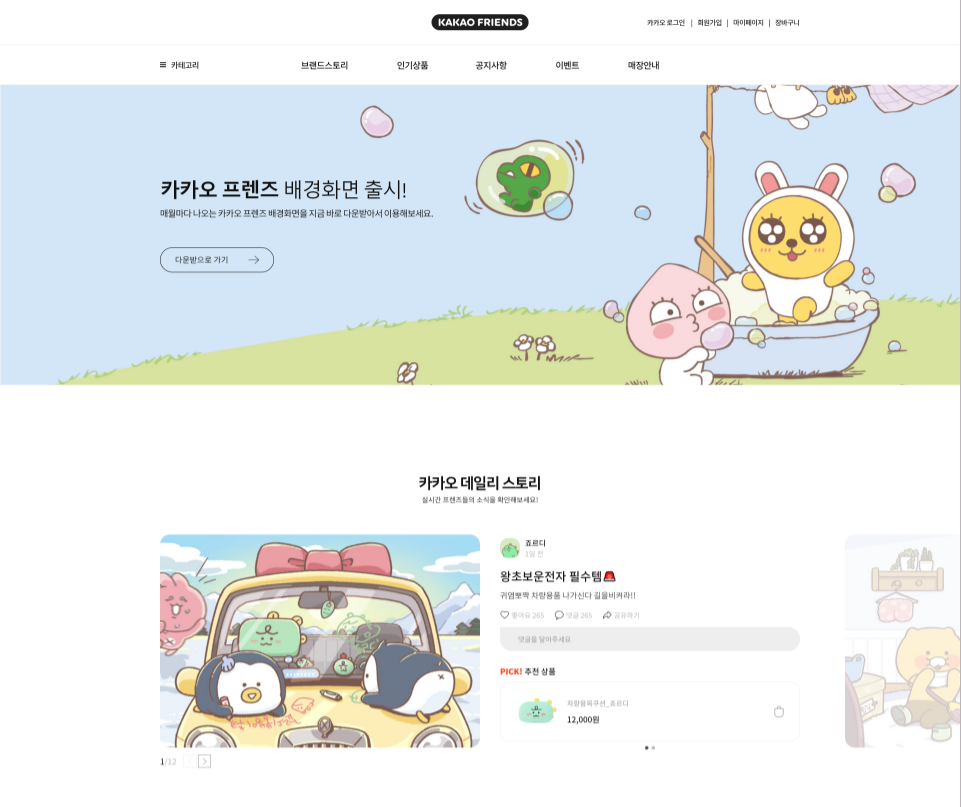 KAKAO FRIENDS
카카오 로그인 | 회원가입 | 마이페이지 | 장바구니
카테고리
브랜드스토리
인기상품
공지사항
이벤트
매장안내
카카오 프렌즈 배경화면 출시!
매월마다 나오는 카카오 프렌즈 배경화면을 지금 바로 다운받아서 이용해보세요.
다운받으로 가기
카카오 데일리 스토리
실시간 프렌즈들의 소식을 확인해보세요!
죠르디
1일 전
왕초보운전자 필수템
귀염뽀짝 차량용품 나가신다 길을비켜라!!
좋아요 265
댓글 265
공유하기
댓글을 달아주세요
PICK! 추천 상품
차량용목쿠션_죠르디
12,000원
1/12